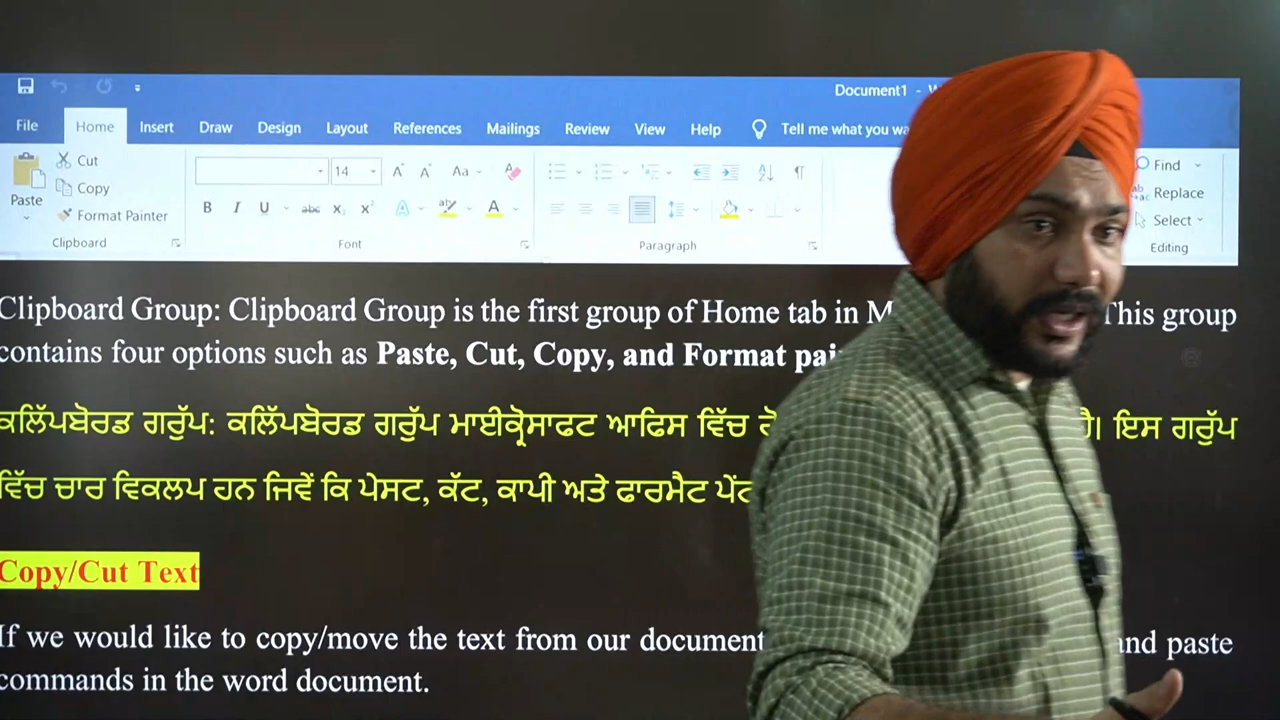 Document1 -
File Home Insert Draw Design Layout References Mailings Review View Help Tell me what you
Cut
Copy
Format Painter
Paste
Clipboard
14
Aa
B I U abc X₂ X² A ab A
Font
Paragraph
Find
Replace
Select
Editing
Clipboard Group: Clipboard Group is the first group of Home tab in This group
contains four options such as Paste, Cut, Copy, and Format
ਕਲਿੱਪਬੋਰਡ ਗਰੁੱਪ: ਕਲਿੱਪਬੋਰਡ ਗਰੁੱਪ ਮਾਈਕ੍ਰੋਸਾਫਟ ਆਫਿਸ ਵਿੱਚ ਹੈ। ਇਸ ਗਰੁੱਪ
ਵਿੱਚ ਚਾਰ ਵਿਕਲਪ ਹਨ ਜਿਵੇਂ ਕਿ ਪੇਸਟ, ਕੱਟ, ਕਾਪੀ ਅਤੇ ਫਾਰਮੈਟ
Copy/Cut Text
If we would like to copy/move the text from our document and paste
commands in the word document.